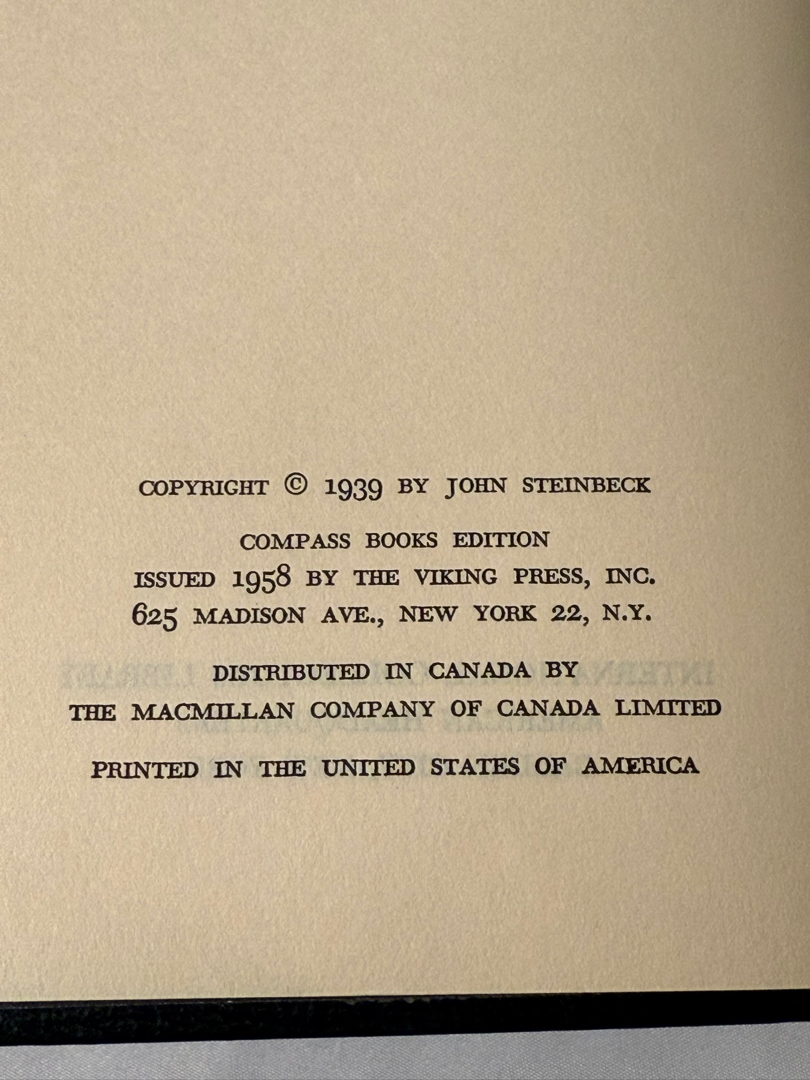 COPYRIGHT © 1939 BY JOHN STEINBECK
COMPASS BOOKS EDITION
ISSUED 1958 BY THE VIKING PRESS, INC.
625 MADISON AVE., NEW YORK 22, N.Y.
DISTRIBUTED IN CANADA BY
THE MACMILLAN COMPANY OF CANADA LIMITED
PRINTED IN THE UNITED STATES OF AMERICA